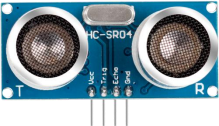 HC-SR04
Vcc Trig Echo Gnd
T R